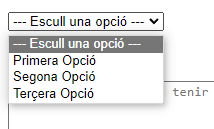 --- Escull una opció ---
--- Escull una opció ---
Primera Opció
Segona Opció
Terçera Opció
tenir